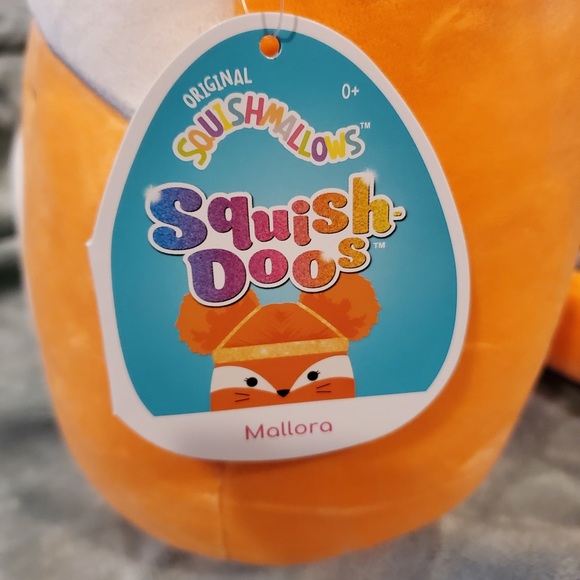 ORIGINAL
0+
SQUISHMALLOWS™
Squish-
Doos™
Mallora